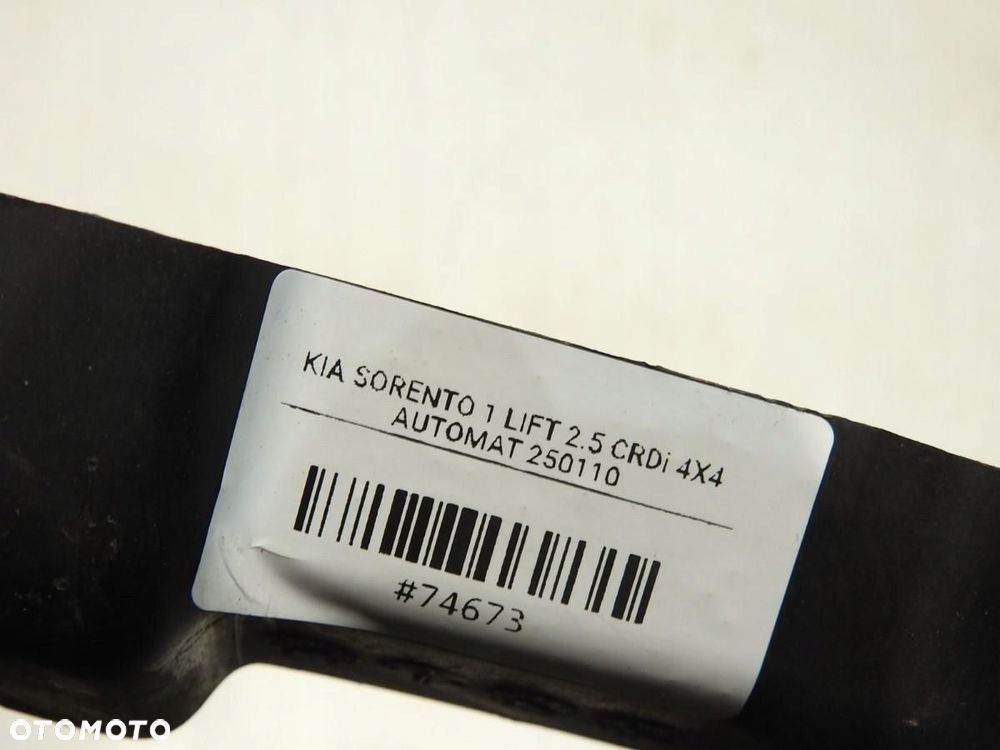 KIA SORENTO 1 LIFT 2.5 CRDi 4X4
AUTOMAT 250110
#74673
OTOMOTO